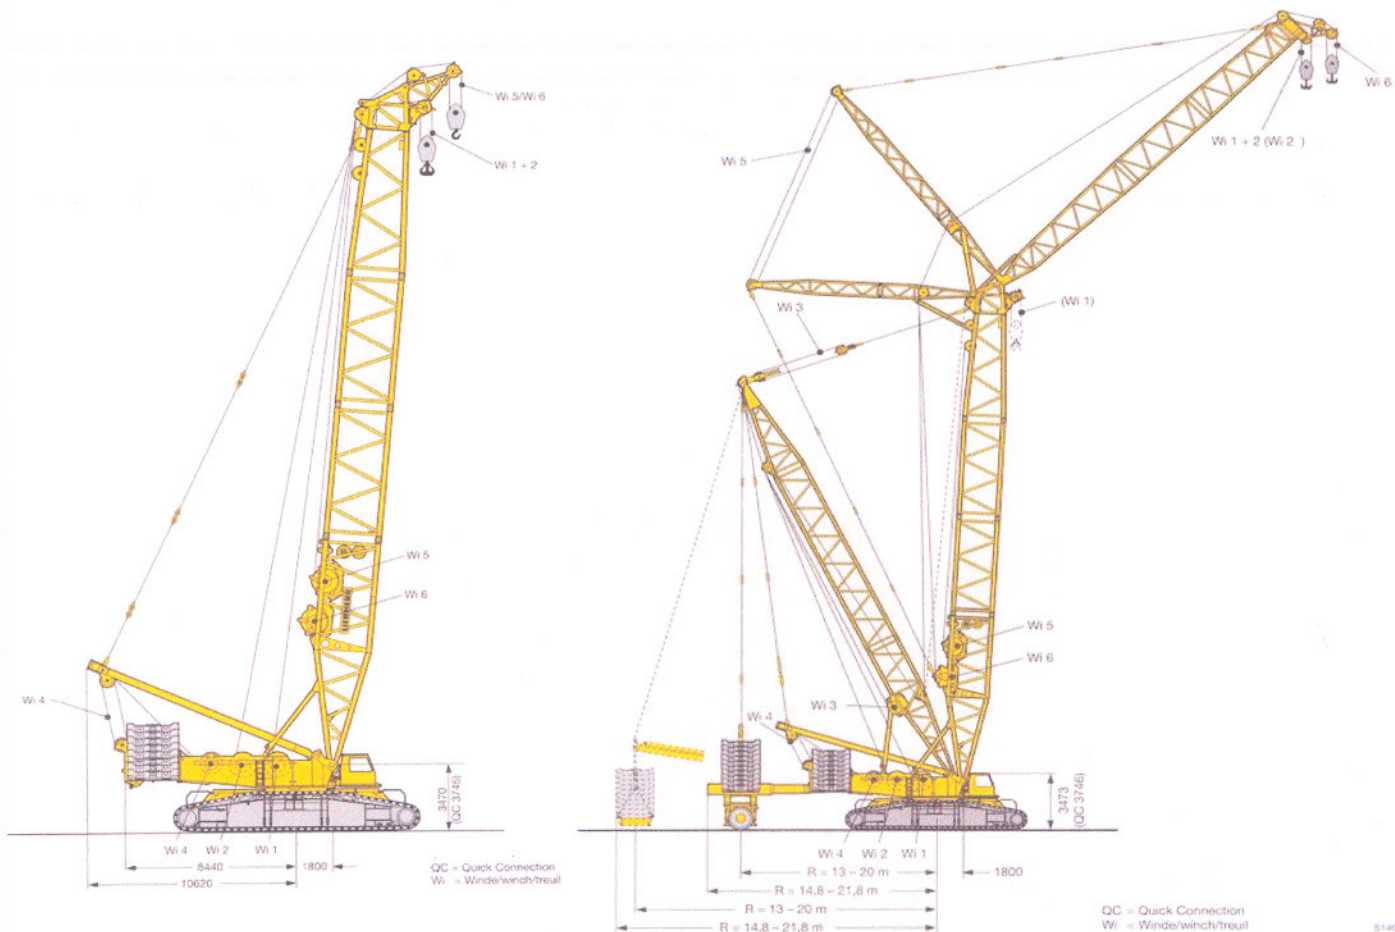 Wi 5/Wi 6
Wi 1 + 2
Wi 5
Wi 6
Wi 4
3470
(QC 3745)
Wi 4 Wi 2 Wi 1
8440
1800
10620
QC = Quick Connection
Wi = Winde/winch/treuil
Wi 6
Wi 1 + 2 (Wi 2 )
Wi 5
(Wi 1)
Wi 3
Wi 5
Wi 6
Wi 3
Wi 4
3473
(QC 3746)
Wi 4 Wi 2 Wi 1
R = 13 – 20 m
1800
R = 14,8 – 21,8 m
R = 13 – 20 m
R = 14,8 – 21,8 m
QC = Quick Connection
Wi = Winde/winch/treuil